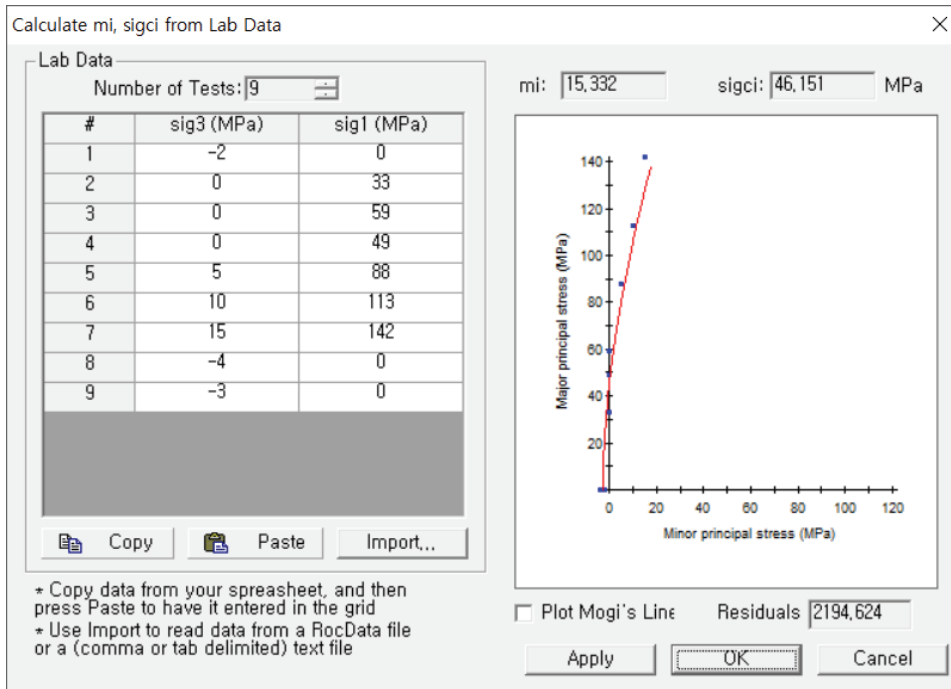 Calculate mi, sigci from Lab Data
Lab Data
Number of Tests: 9
# sig3 (MPa) sig1 (MPa)
1 -2 0
2 0 33
3 0 59
4 0 49
5 5 88
6 10 113
7 15 142
8 -4 0
9 -3 0
Copy Paste Import,,,
* Copy data from your spreasheet, and then
press Paste to have it entered in the grid
* Use Import to read data from a RocData file
or a (comma or tab delimited) text file
mi: 15,332 sigci: 46,151 MPa
Major principal stress (MPa)
140
120
100
80
60
40
20
0 20 40 60 80 100 120
Minor principal stress (MPa)
Plot Mogi's Line Residuals 2194,624
Apply OK Cancel